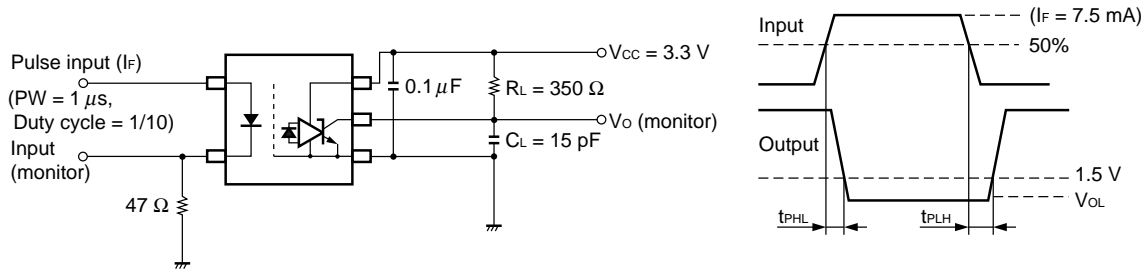 Pulse input (IF)
(PW = 1 μs,
Duty cycle = 1/10)
Input
(monitor)
47 Ω
0.1 μF
VCC = 3.3 V
RL = 350 Ω
VO (monitor)
CL = 15 pF
Input
(IF = 7.5 mA)
50%
Output
1.5 V
VOL
tPHL
tPLH